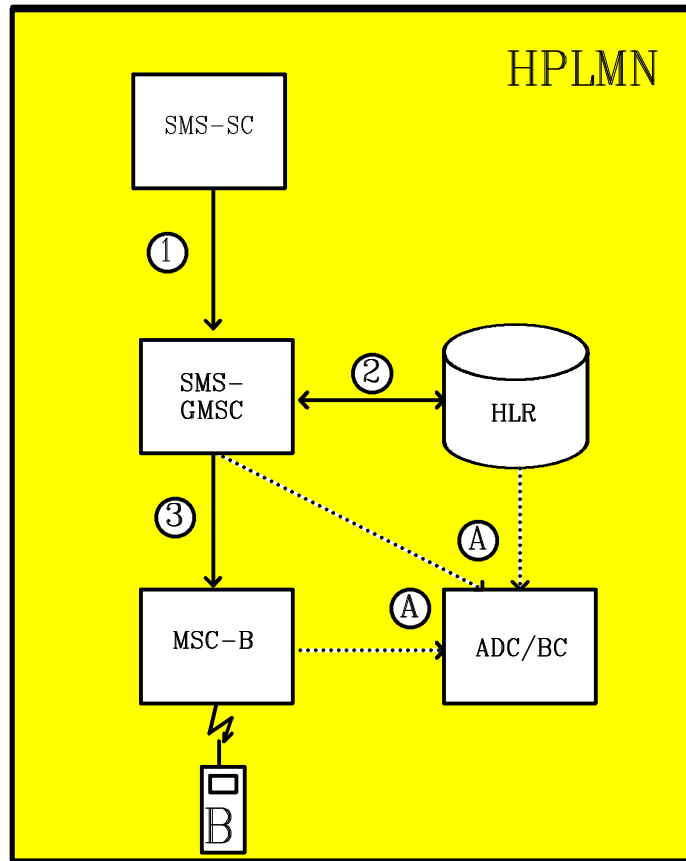 HPLMN
SMS-SC
1
SMS-
GMSC
2
HLR
3
A
A
MSC-B
ADC/BC
B